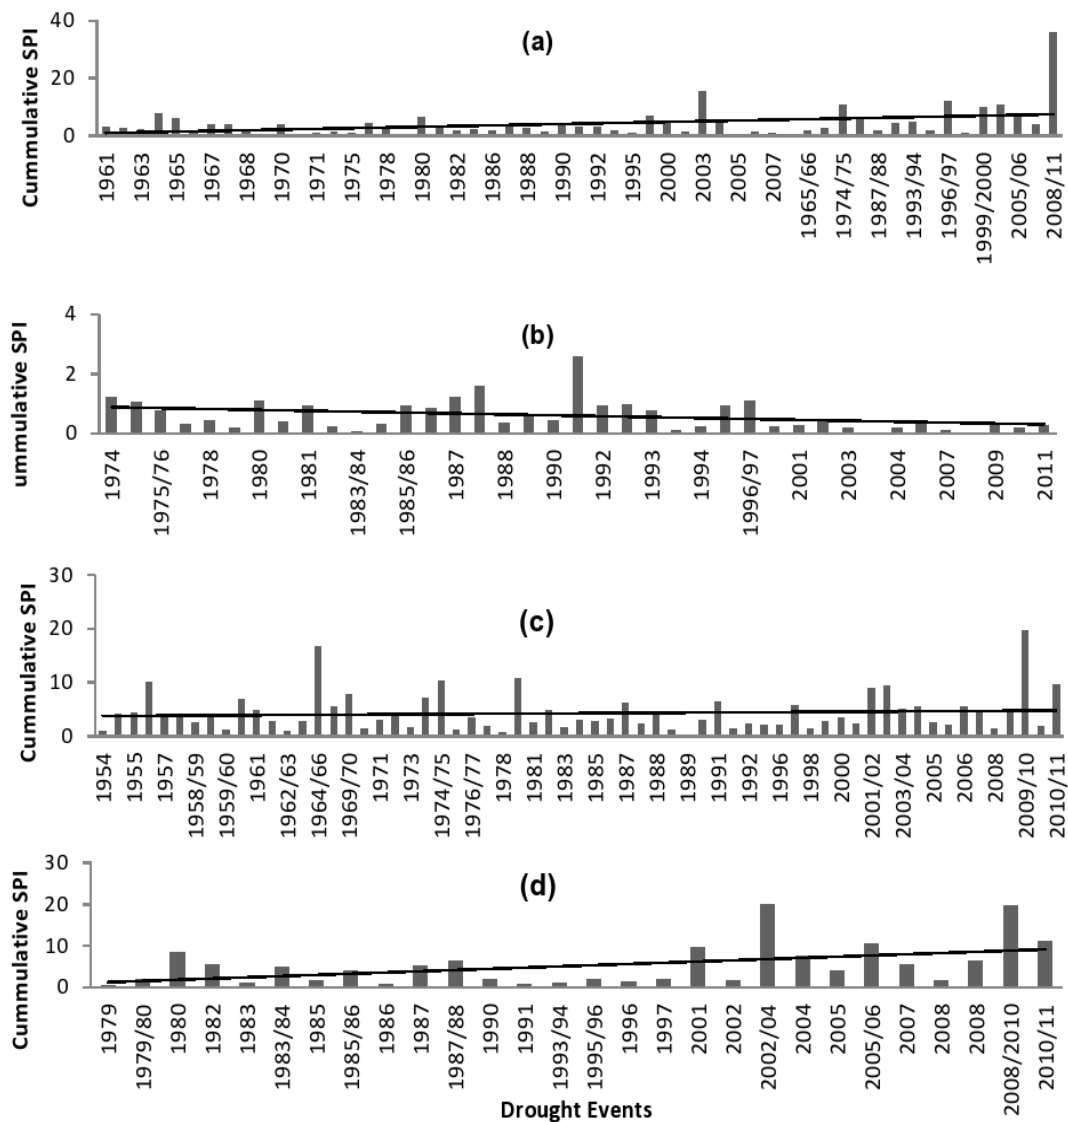 (a)
Cummulative SPI
40
20
0
1961 1963 1965 1967 1968 1970 1971 1975 1978 1980 1982 1986 1988 1990 1992 1995 2000 2003 2005 2007 1965/66 1974/75 1987/88 1993/94 1996/97 1999/2000 2005/06 2008/11
(b)
ummulative SPI
4
2
0
1974 1975/76 1978 1980 1981 1983/84 1985/86 1987 1988 1990 1992 1993 1994 1996/97 2001 2003 2004 2007 2009 2011
(c)
Cummulative SPI
30
20
10
0
1954 1955 1957 1958/59 1959/60 1961 1962/63 1964/66 1969/70 1971 1973 1974/75 1976/77 1978 1981 1983 1985 1987 1988 1989 1991 1992 1996 1998 2000 2001/02 2003/04 2005 2006 2008 2009/10 2010/11
(d)
Cummulative SPI
30
20
10
0
1979 1979/80 1980 1982 1983 1983/84 1985 1985/86 1986 1987 1987/88 1990 1991 1993/94 1995/96 1996 1997 2001 2002 2002/04 2004 2005 2005/06 2007 2008 2008 2008/2010 2010/11
Drought Events